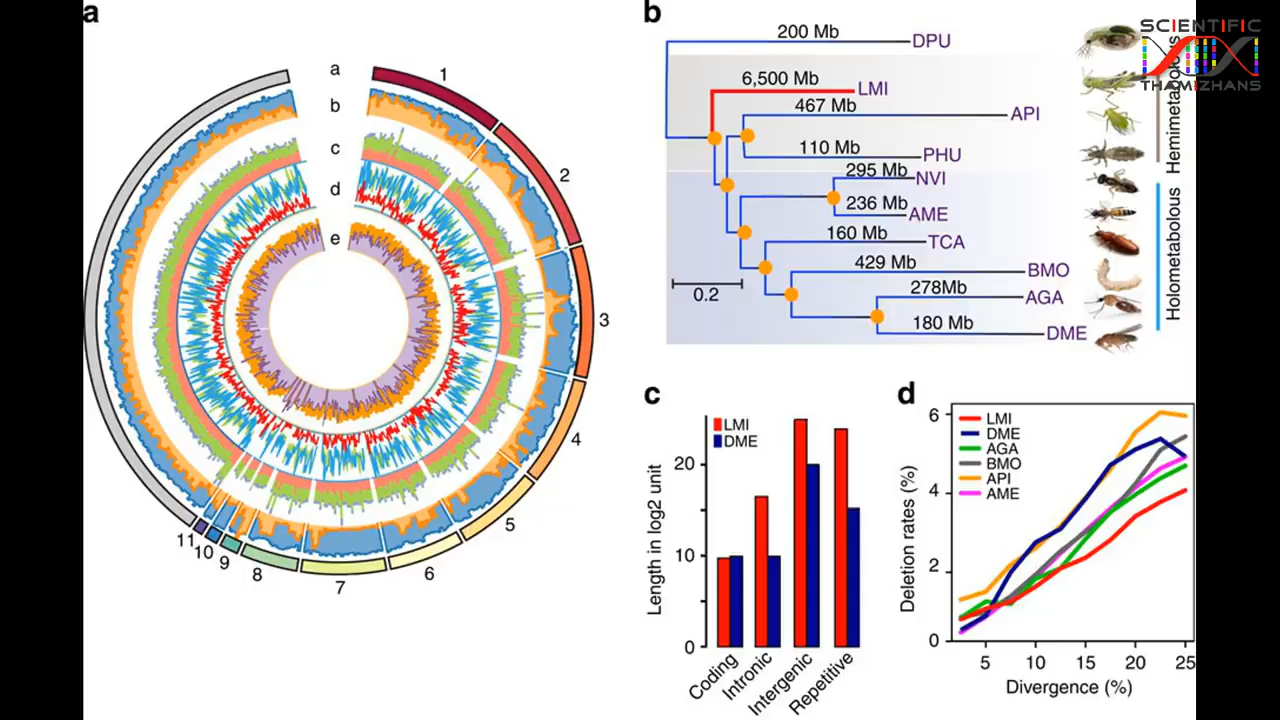 a
b
SCIENTIFIC
THAMIZHANS
a
b
c
d
e
1
2
3
4
5
6
7
8
9
10
11
200 Mb
DPU
6,500 Mb
LMI
467 Mb
API
110 Mb
PHU
295 Mb
NVI
236 Mb
AME
160 Mb
TCA
429 Mb
BMO
278Mb
AGA
180 Mb
DME
0.2
Hemimetabolous
Holometabolous
c
LMI
DME
Length in log2 unit
20
10
0
Coding
Intronic
Intergenic
Repetitive
d
LMI
DME
AGA
BMO
API
AME
Deletion rates (%)
6
4
2
0
5
10
15
20
25
Divergence (%)